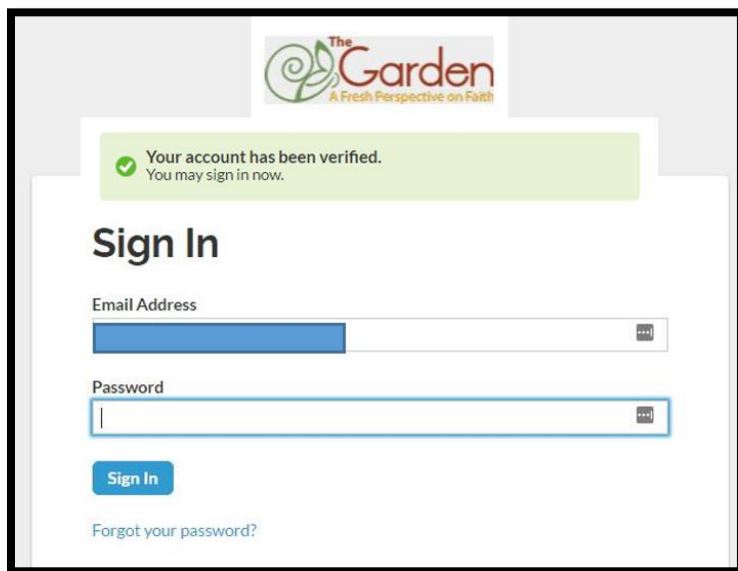 The
Garden
A Fresh Perspective on Faith
Your account has been verified.
You may sign in now.
Sign In
Email Address
Password
Sign In
Forgot your password?